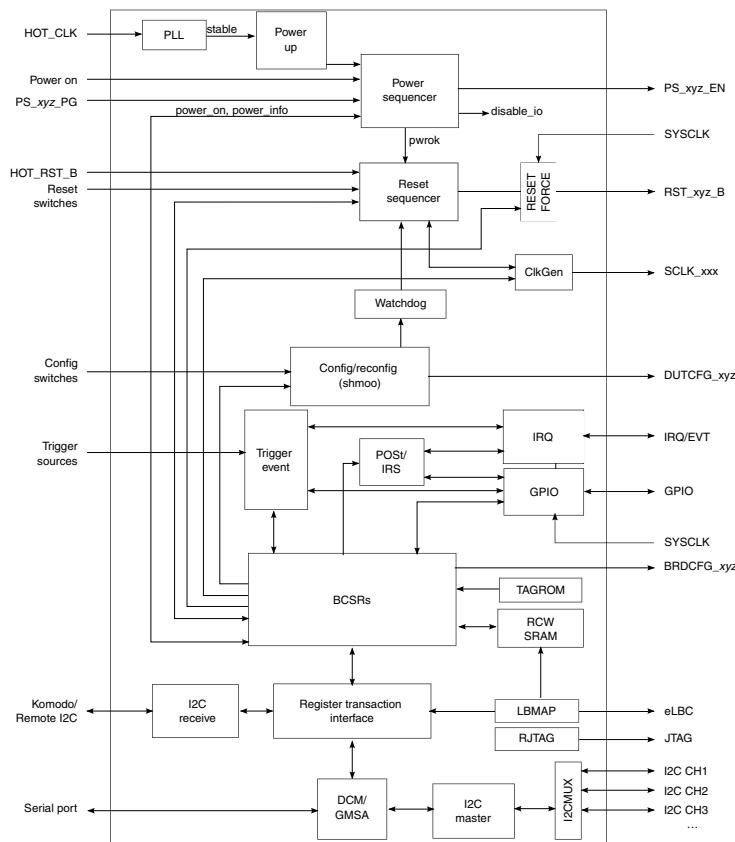 HOT_CLK
PLL
stable
Power
up
Power on
PS_xyz_PG
power_on, power_info
Power
sequencer
PS_xyz_EN
disable_io
pwrok
SYSCLK
HOT_RST_B
Reset
switches
Reset
sequencer
RESET
FORCE
RST_xyz_B
ClkGen
SCLK_xxx
Watchdog
Config
switches
Config/reconfig
(shmoo)
DUTCFG_xyz
Trigger
sources
Trigger
event
POSt/
IRS
IRQ
IRQ/EVT
GPIO
GPIO
SYSCLK
BCSRs
BRDCFG_xyz
TAGROM
RCW
SRAM
Komodo/
Remote I2C
I2C
receive
Register transaction
interface
LBMAP
eLBC
RJTAG
JTAG
Serial port
DCM/
GMSA
I2C
master
I2CMUX
I2C CH1
I2C CH2
I2C CH3
...